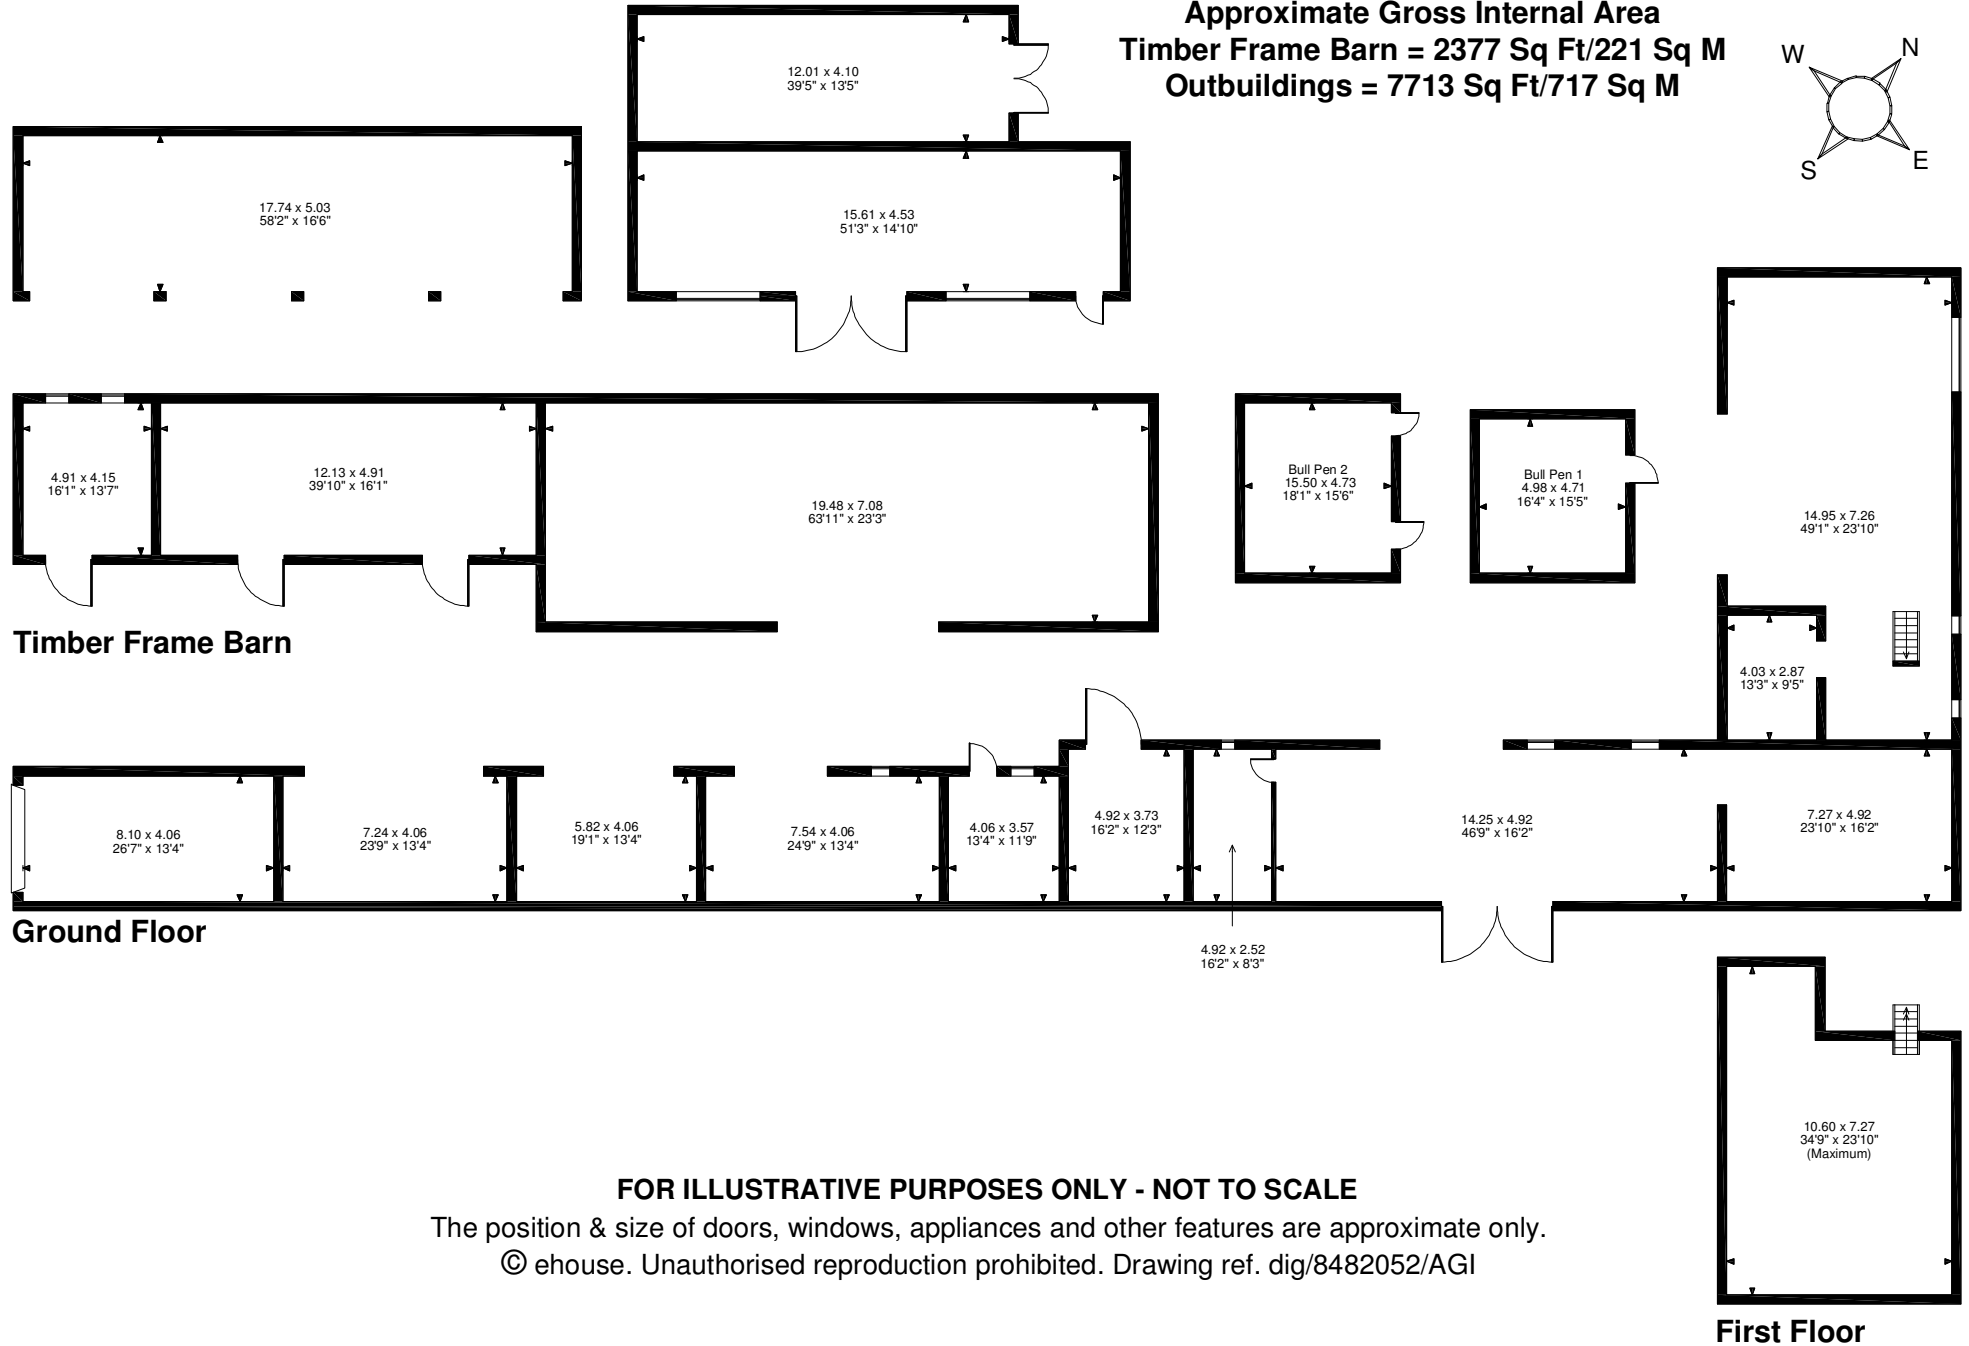 Approximate Gross Internal Area
Timber Frame Barn = 2377 Sq Ft/221 Sq M
Outbuildings = 7713 Sq Ft/717 Sq M
W
N
S
E
12.01 x 4.10
39'5" x 13'5"
17.74 x 5.03
58'2" x 16'6"
15.61 x 4.53
51'3" x 14'10"
4.91 x 4.15
16'1" x 13'7"
12.13 x 4.91
39'10" x 16'1"
19.48 x 7.08
63'11" x 23'3"
Bull Pen 2
15.50 x 4.73
18'1" x 15'6"
Bull Pen 1
4.98 x 4.71
16'4" x 15'5"
14.95 x 7.26
49'1" x 23'10"
Timber Frame Barn
4.03 x 2.87
13'3" x 9'5"
8.10 x 4.06
26'7" x 13'4"
7.24 x 4.06
23'9" x 13'4"
5.82 x 4.06
19'1" x 13'4"
7.54 x 4.06
24'9" x 13'4"
4.06 x 3.57
13'4" x 11'9"
4.92 x 3.73
16'2" x 12'3"
14.25 x 4.92
46'9" x 16'2"
7.27 x 4.92
23'10" x 16'2"
Ground Floor
4.92 x 2.52
16'2" x 8'3"
10.60 x 7.27
34'9" x 23'10"
(Maximum)
FOR ILLUSTRATIVE PURPOSES ONLY - NOT TO SCALE
The position & size of doors, windows, appliances and other features are approximate only.
© ehouse. Unauthorised reproduction prohibited. Drawing ref. dig/8482052/AGI
First Floor